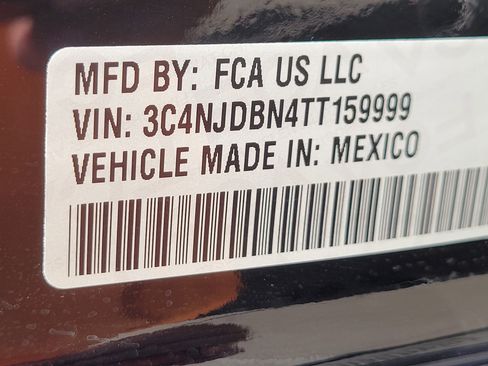 MFD BY: FCA US LLC
VIN: 3C4NJDBN4TT159999
VEHICLE MADE IN: MEXICO